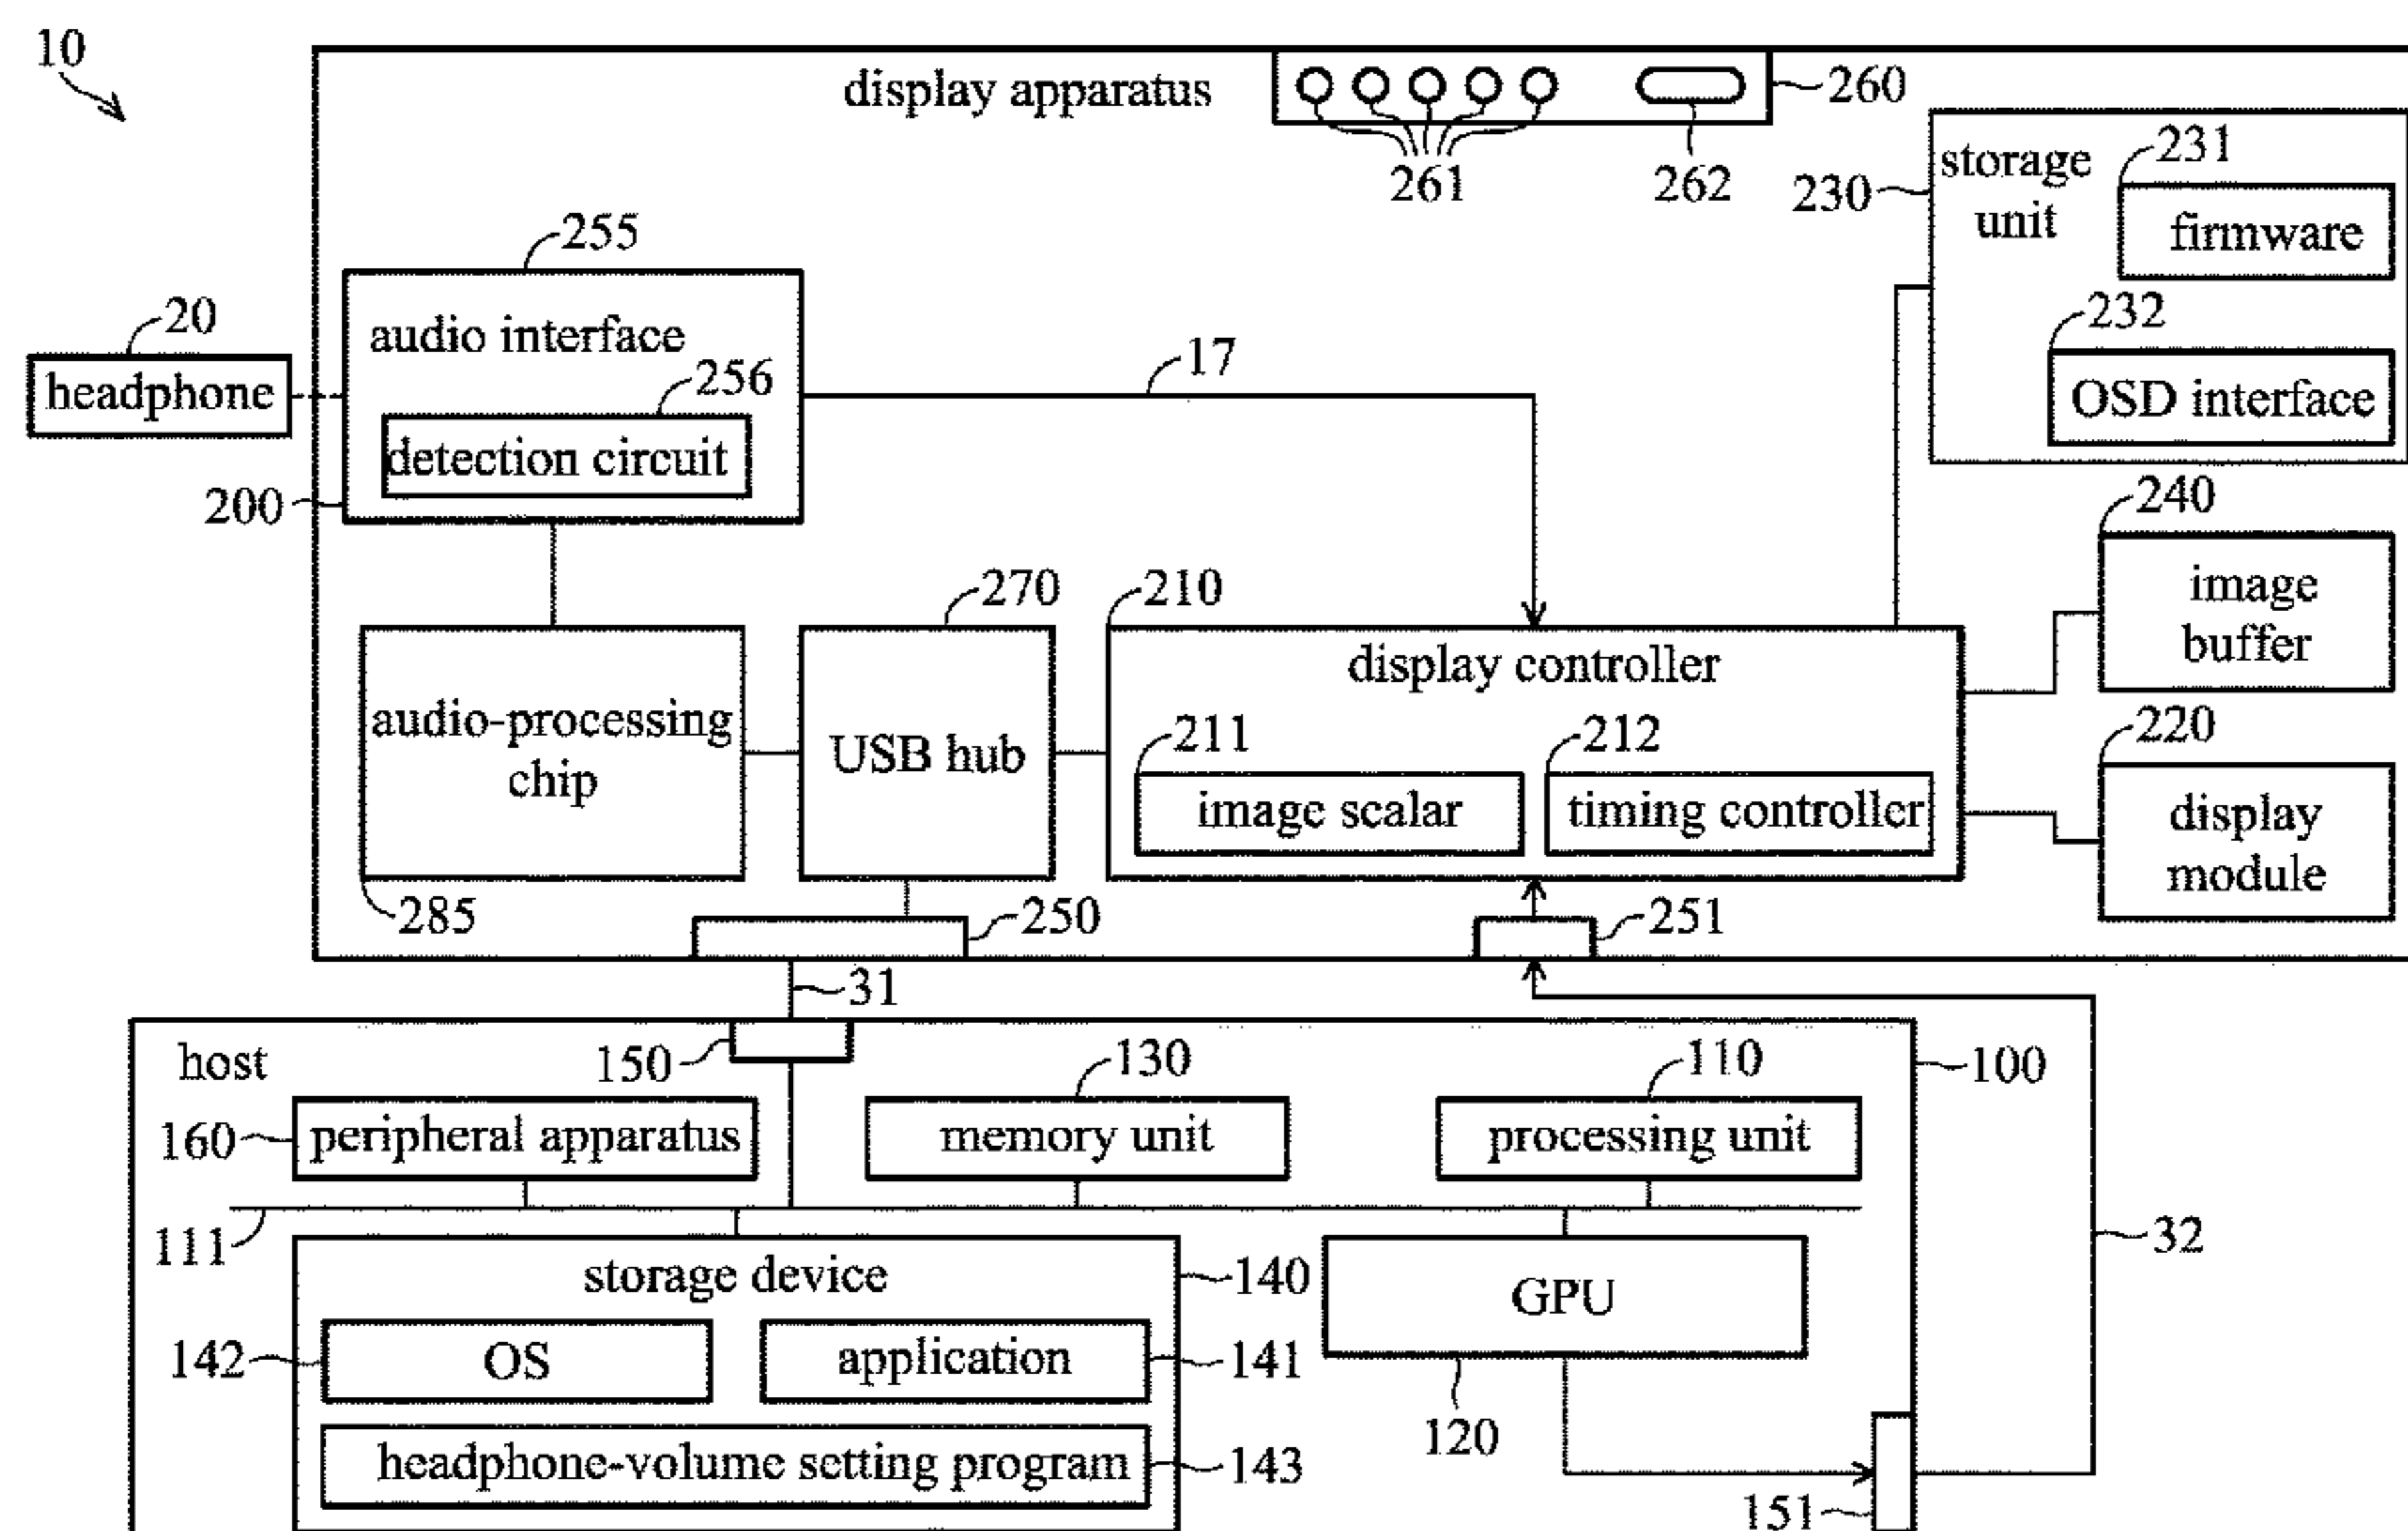 10
display apparatus
260
261
262
230
storage
unit
231
firmware
232
OSD interface
255
audio interface
256
detection circuit
20
headphone
200
17
240
image
buffer
270
210
audio-processing
chip
USB hub
display controller
211
image scalar
212
timing controller
220
display
module
285
250
251
31
host
150
130
110
100
160
peripheral apparatus
memory unit
processing unit
111
32
storage device
140
GPU
142
OS
application
141
120
headphone-volume setting program
143
151